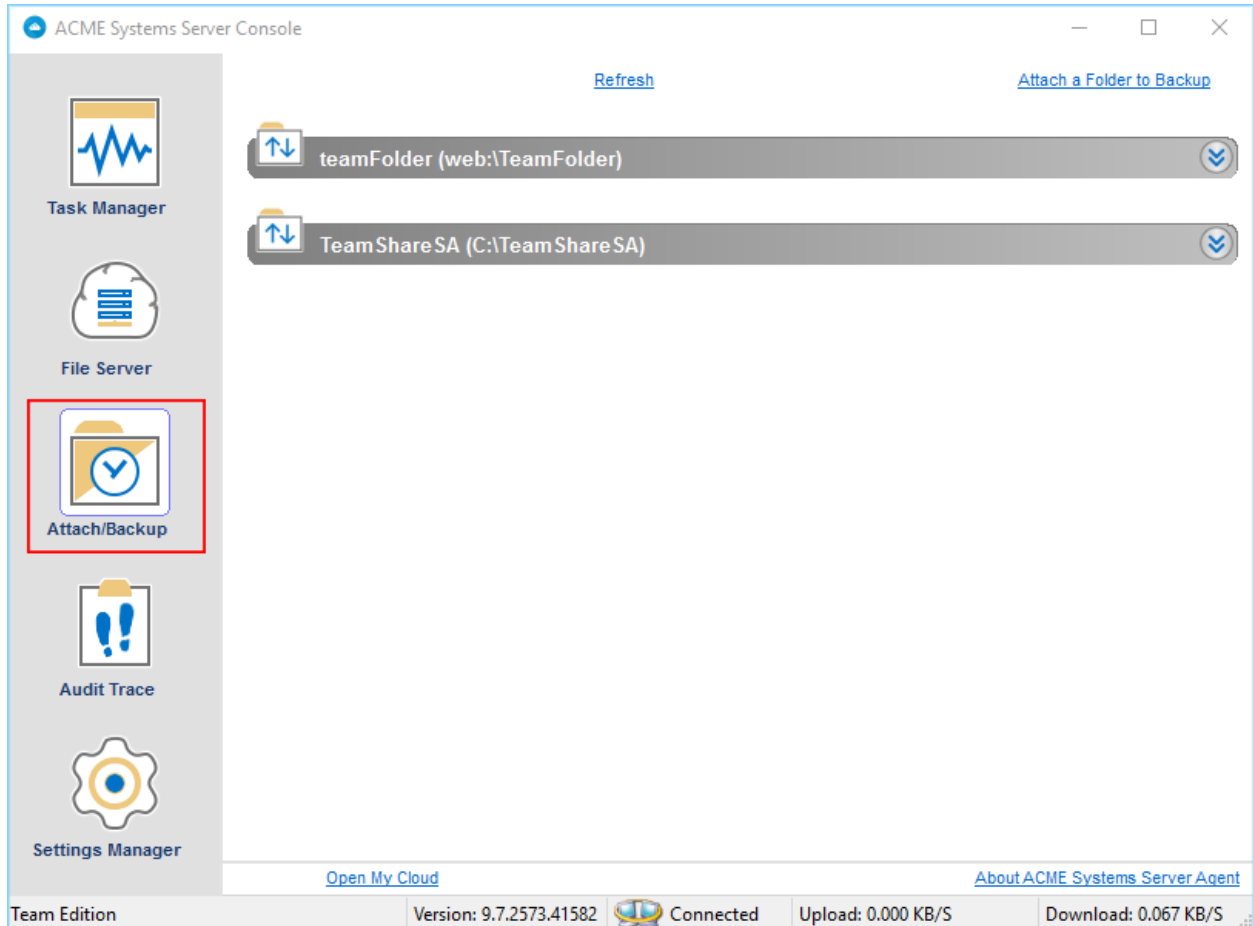 ACME Systems Server Console
Refresh
Attach a Folder to Backup
teamFolder (web:\TeamFolder)
TeamShareSA (C:\TeamShareSA)
Task Manager
File Server
Attach/Backup
Audit Trace
Settings Manager
Open My Cloud
About ACME Systems Server Agent
Team Edition
Version: 9.7.2573.41582
Connected
Upload: 0.000 KB/S
Download: 0.067 KB/S